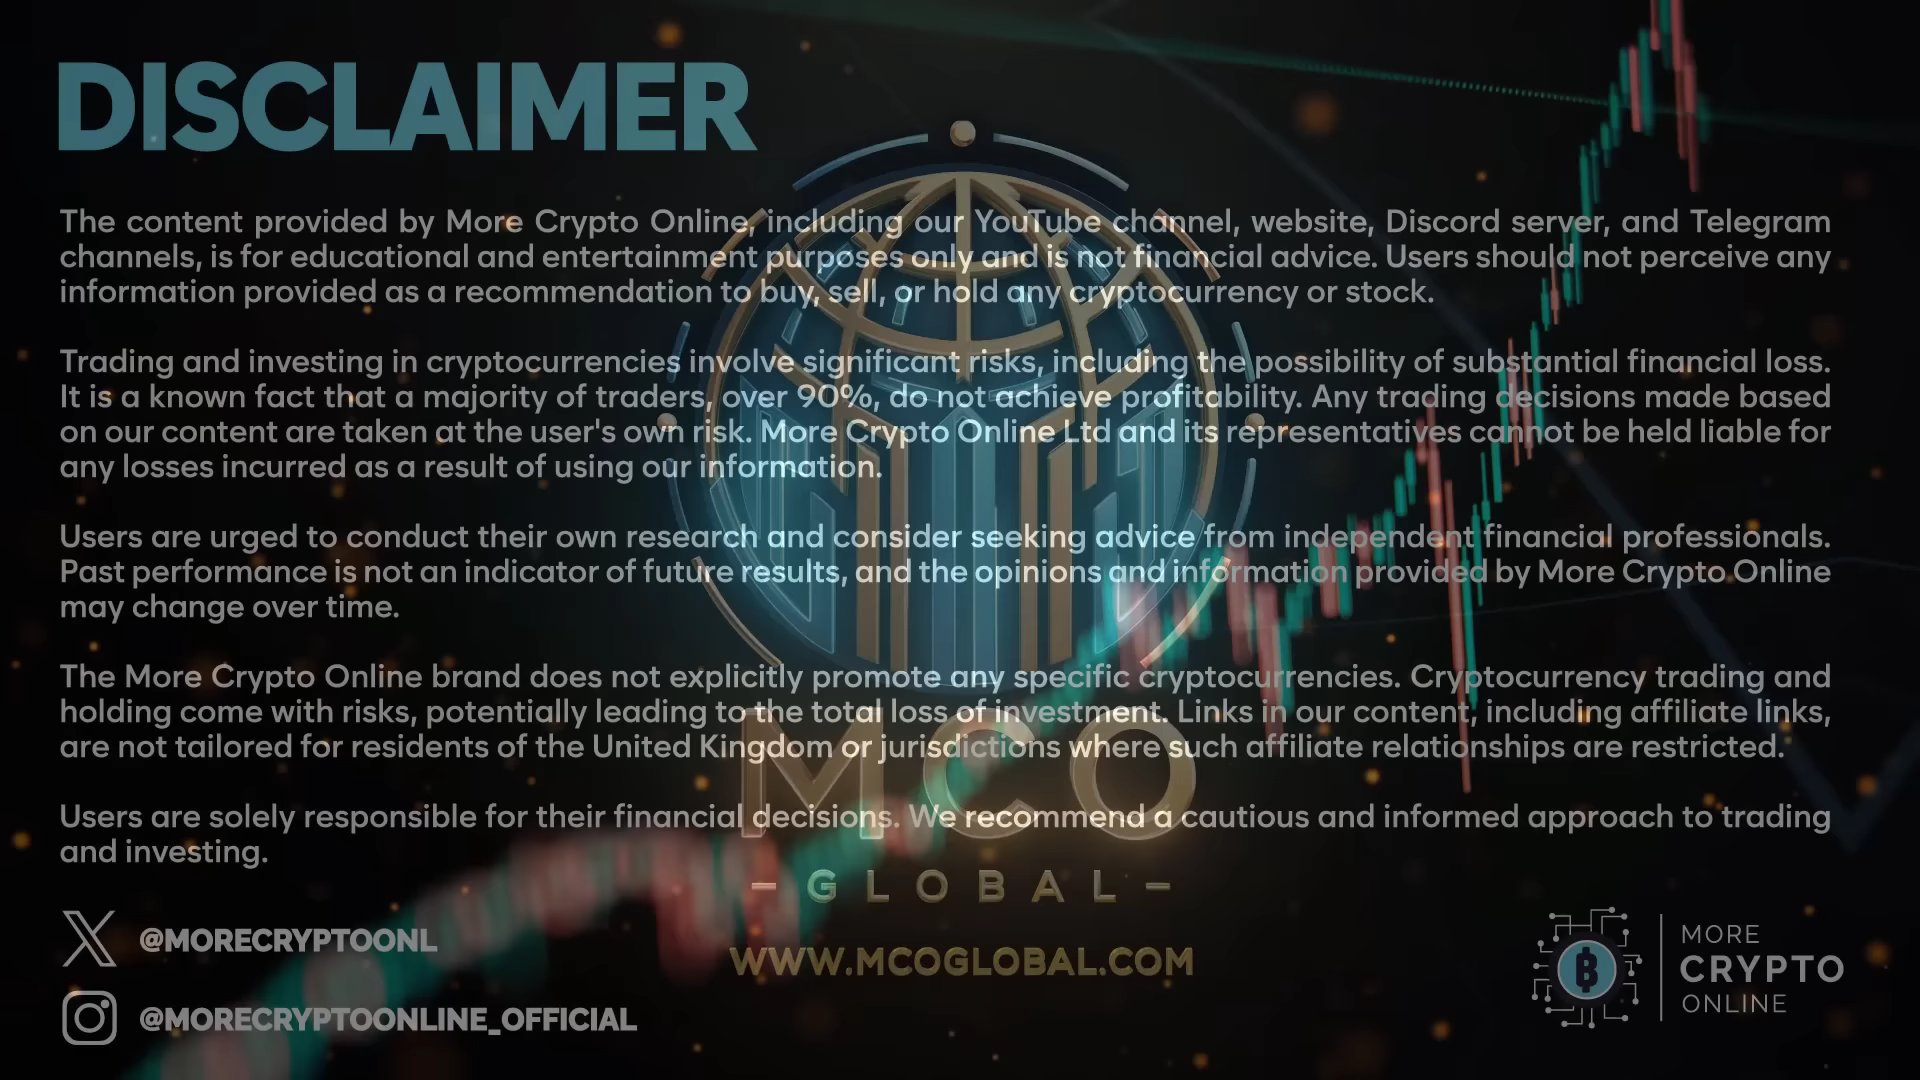 DISCLAIMER
The content provided by More Crypto Online, including our YouTube channel, website, Discord server, and Telegram
channels, is for educational and entertainment purposes only and is not financial advice. Users should not perceive any
information provided as a recommendation to buy, sell, or hold any cryptocurrency or stock.
Trading and investing in cryptocurrencies involve significant risks, including the possibility of substantial financial loss.
It is a known fact that a majority of traders, over 90%, do not achieve profitability. Any trading decisions made based
on our content are taken at the user's own risk. More Crypto Online Ltd and its representatives cannot be held liable for
any losses incurred as a result of using our information.
Users are urged to conduct their own research and consider seeking advice from independent financial professionals.
Past performance is not an indicator of future results, and the opinions and information provided by More Crypto Online
may change over time.
The More Crypto Online brand does not explicitly promote any specific cryptocurrencies. Cryptocurrency trading and
holding come with risks, potentially leading to the total loss of investment. Links in our content, including affiliate links,
are not tailored for residents of the United Kingdom or jurisdictions where such affiliate relationships are restricted.
Users are solely responsible for their financial decisions. We recommend a cautious and informed approach to trading
and investing.
MCO
- GLOBAL -
WWW.MCOGLOBAL.COM
@MORECRYPTOONL
@MORECRYPTOONLINE_OFFICIAL
MORE
CRYPTO
ONLINE